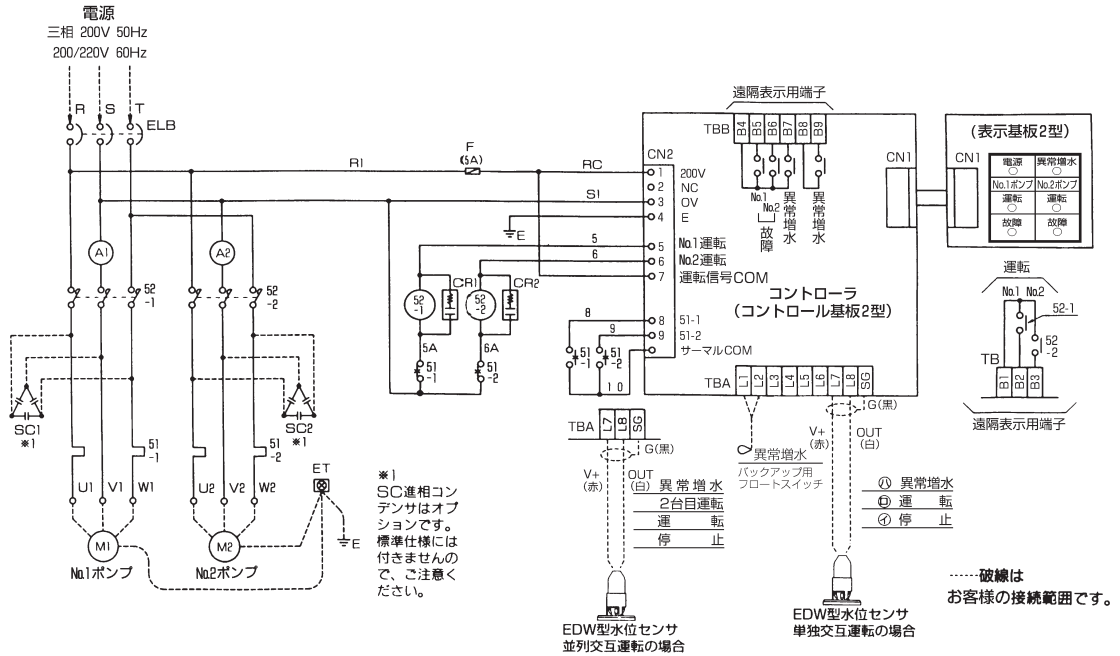 電源
三相 200V 50Hz
200/220V 60Hz
R S T
ELB
R1
F
(5A)
RC
S1
A1
A2
52
-1
52
-2
SC1
※1
SC2
※1
51
-1
51
-2
U1 V1 W1
U2 V2 W2
ET
E
M1
M2
No.1ポンプ
No.2ポンプ
※1
SC進相コン
デンサはオプ
ションです。
標準仕様には
付きませんの
で、ご注意く
ださい。
E
5
6
52
-1
CR1
52
-2
CR2
5A
6A
51
-1
51
-2
8
9
51
-1
51
-2
10
遠隔表示用端子
TBB B4 B5 B6 B7 B8 B9
No.1
No.2
故障
異常増水
異常増水
CN2
1 200V
2 NC
3 0V
4 E
5 No.1運転
6 No.2運転
7 運転信号COM
8 51-1
9 51-2
サーマルCOM
コントローラ
(コントロール基板2型)
TBA L1 L2 L3 L4 L5 L6 L7 L8 SG
CN1
CN1
(表示基板2型)
電源 異常増水
No.1ポンプ No.2ポンプ
運転 運転
故障 故障
運転
No.1 No.2
52-1
52
-2
TB
B1 B2 B3
遠隔表示用端子
TBA L7 L8 SG
G(黒)
V+
(赤)
OUT
(白)
異常増水
2台目運転
運転
停止
EDW型水位センサ
並列交互運転の場合
異常増水
バックアップ用
フロートスイッチ
G(黒)
V+
(赤)
OUT
(白)
㋩ 異常増水
㋺ 運転
㋑ 停止
EDW型水位センサ
単独交互運転の場合
-----破線は
お客様の接続範囲です。